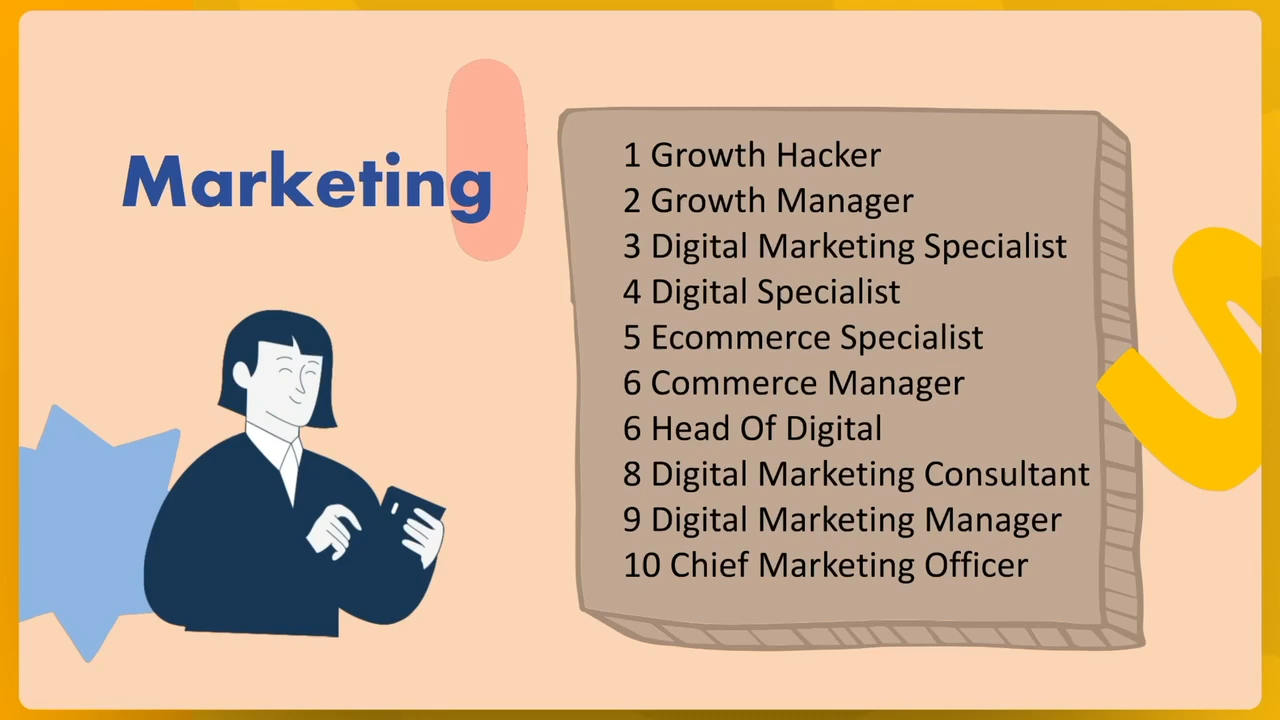 Marketing
1 Growth Hacker
2 Growth Manager
3 Digital Marketing Specialist
4 Digital Specialist
5 Ecommerce Specialist
6 Commerce Manager
6 Head Of Digital
8 Digital Marketing Consultant
9 Digital Marketing Manager
10 Chief Marketing Officer